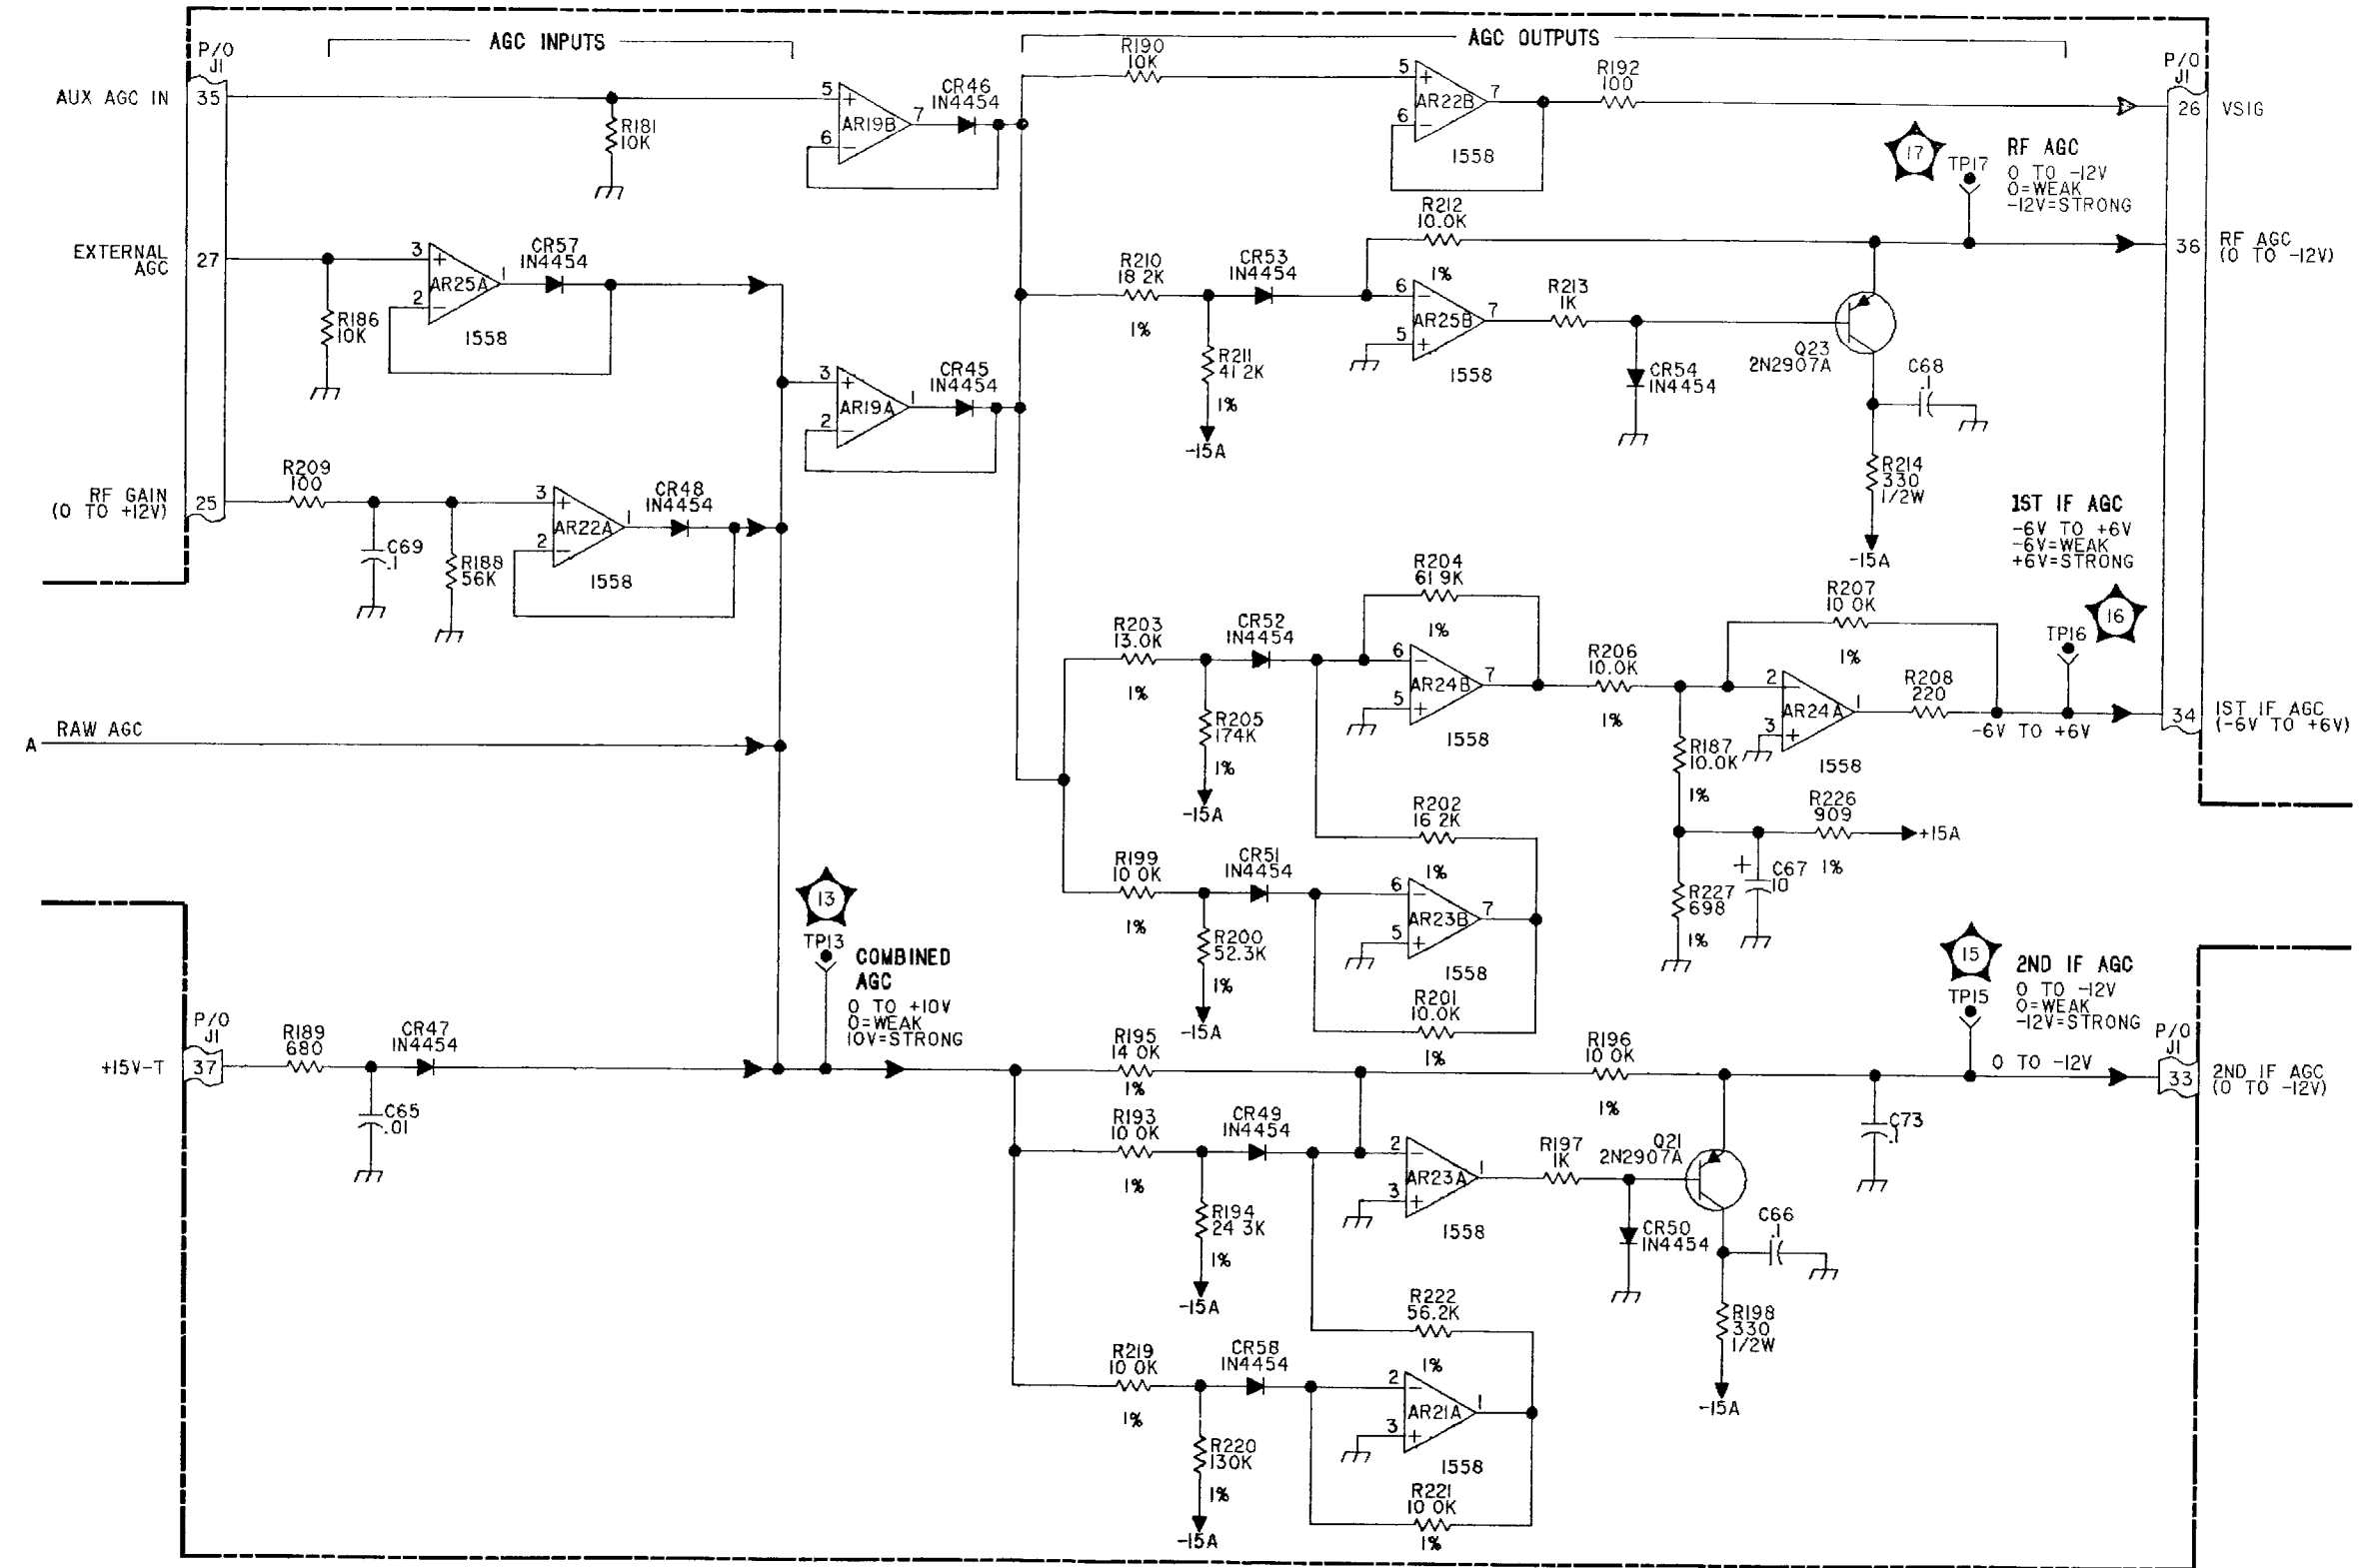 AGC INPUTS
AGC OUTPUTS
P/O
J1
AUX AGC IN
35
R181
10K
5
+
6
−
AR19B
7
CR46
1N4454
R190
10K
5
+
6
−
AR22B
7
1558
R192
100
P/O
J1
26
VSIG
17
TP17
RF AGC
0 TO -12V
0=WEAK
-12V=STRONG
EXTERNAL
AGC
27
R186
10K
3
+
2
−
AR25A
1
1558
CR57
1N4454
R212
10.0K
1%
R210
18 2K
1%
CR53
1N4454
R211
41 2K
1%
-15A
6
−
5
+
AR25B
7
1558
R213
1K
CR54
1N4454
Q23
2N2907A
C68
.1
R214
330
1/2W
-15A
36
RF AGC
(0 TO -12V)
3
+
2
−
AR19A
1
CR45
1N4454
RF GAIN
(0 TO +12V)
25
R209
100
C69
.1
R188
56K
3
+
2
−
AR22A
1
1558
CR48
1N4454
1ST IF AGC
-6V TO +6V
-6V=WEAK
+6V=STRONG
16
TP16
R204
61 9K
1%
R203
13.0K
1%
CR52
1N4454
R205
174K
1%
-15A
6
−
5
+
AR24B
7
1558
R206
10.0K
1%
R207
10 0K
1%
2
−
3
+
AR24A
1
1558
R208
220
-6V TO +6V
34
1ST IF AGC
(-6V TO +6V)
R187
10.0K
1%
R226
909
1%
+15A
+
C67
10
R227
698
1%
A
RAW AGC
R202
16 2K
1%
R199
10 0K
1%
CR51
1N4454
R200
52.3K
1%
-15A
6
−
5
+
AR23B
7
1558
R201
10.0K
1%
13
TP13
COMBINED
AGC
0 TO +10V
0=WEAK
10V=STRONG
15
TP15
2ND IF AGC
0 TO -12V
0=WEAK
-12V=STRONG
P/O
J1
+15V-T
37
R189
680
CR47
1N4454
C65
.01
R195
14 0K
1%
R196
10 0K
1%
0 TO -12V
P/O
J1
33
2ND IF AGC
(0 TO -12V)
R193
10 0K
1%
CR49
1N4454
R194
24 3K
1%
-15A
2
−
3
+
AR23A
1
1558
R197
1K
Q21
2N2907A
C73
.1
CR50
1N4454
C66
.1
R198
330
1/2W
-15A
R222
56.2K
1%
R219
10 0K
1%
CR58
1N4454
R220
130K
1%
-15A
2
−
3
+
AR21A
1
1558
R221
10 0K
1%